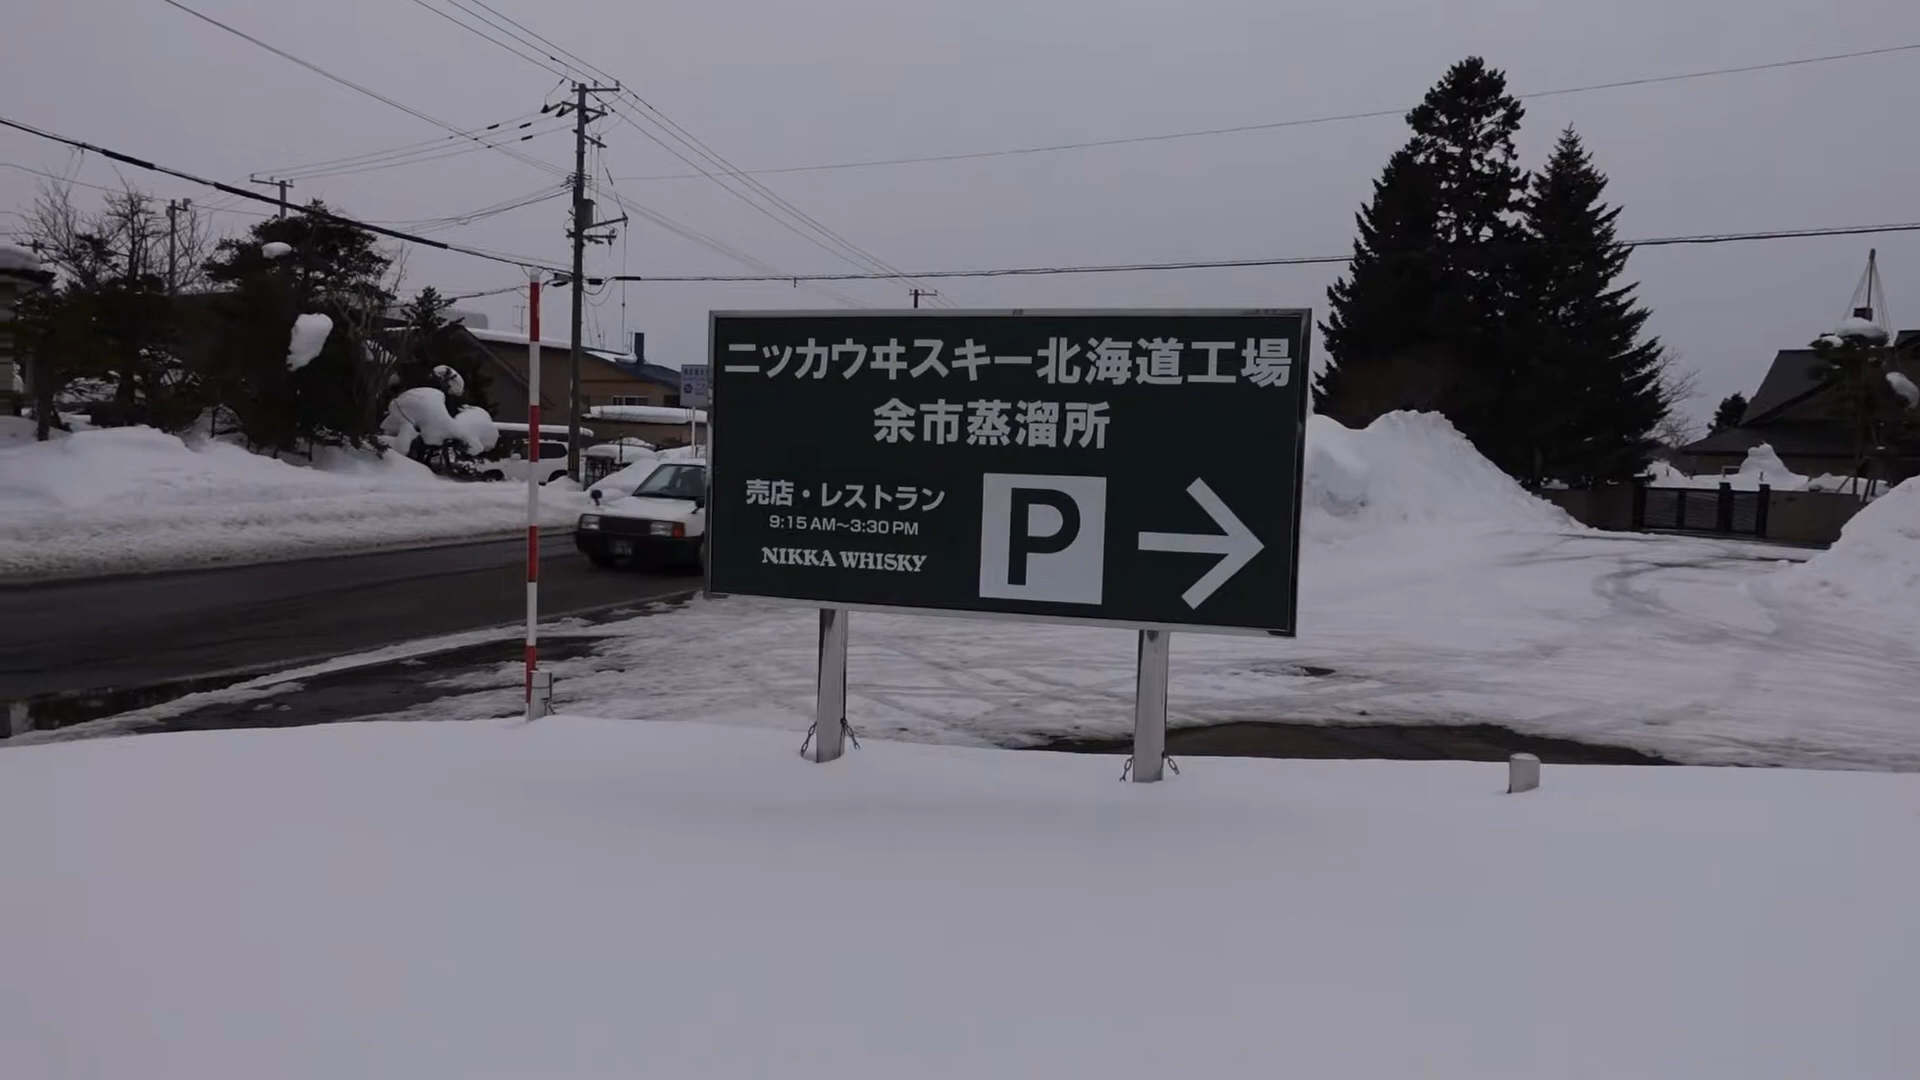 ニッカウヰスキー北海道工場
余市蒸溜所
売店・レストラン
9:15 AM～3:30 PM
NIKKA WHISKY
P